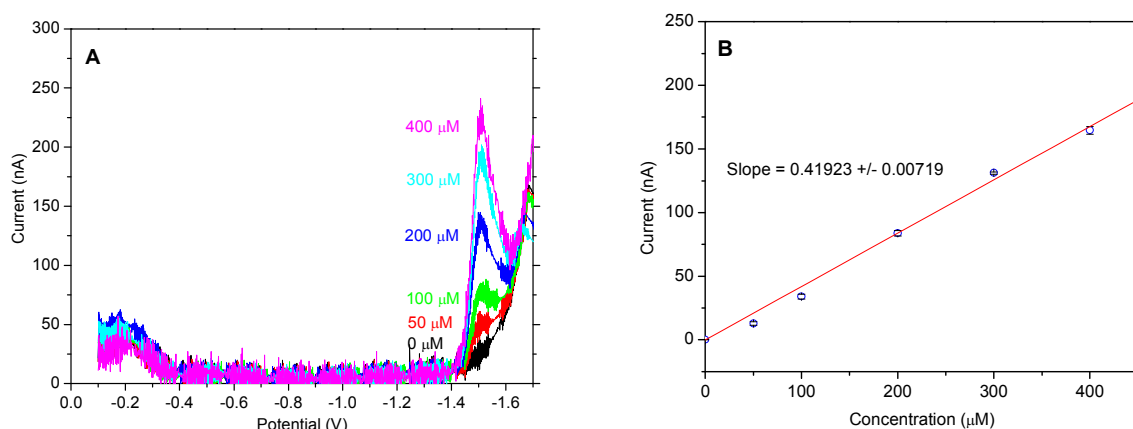 300
250
200
150
100
50
0
Current (nA)
A
400 μM
300 μM
200 μM
100 μM
50 μM
0 μM
0.0 -0.2 -0.4 -0.6 -0.8 -1.0 -1.2 -1.4 -1.6
Potential (V)
250
200
150
100
50
0
Current (nA)
B
Slope = 0.41923 +/- 0.00719
0 100 200 300 400
Concentration (μM)